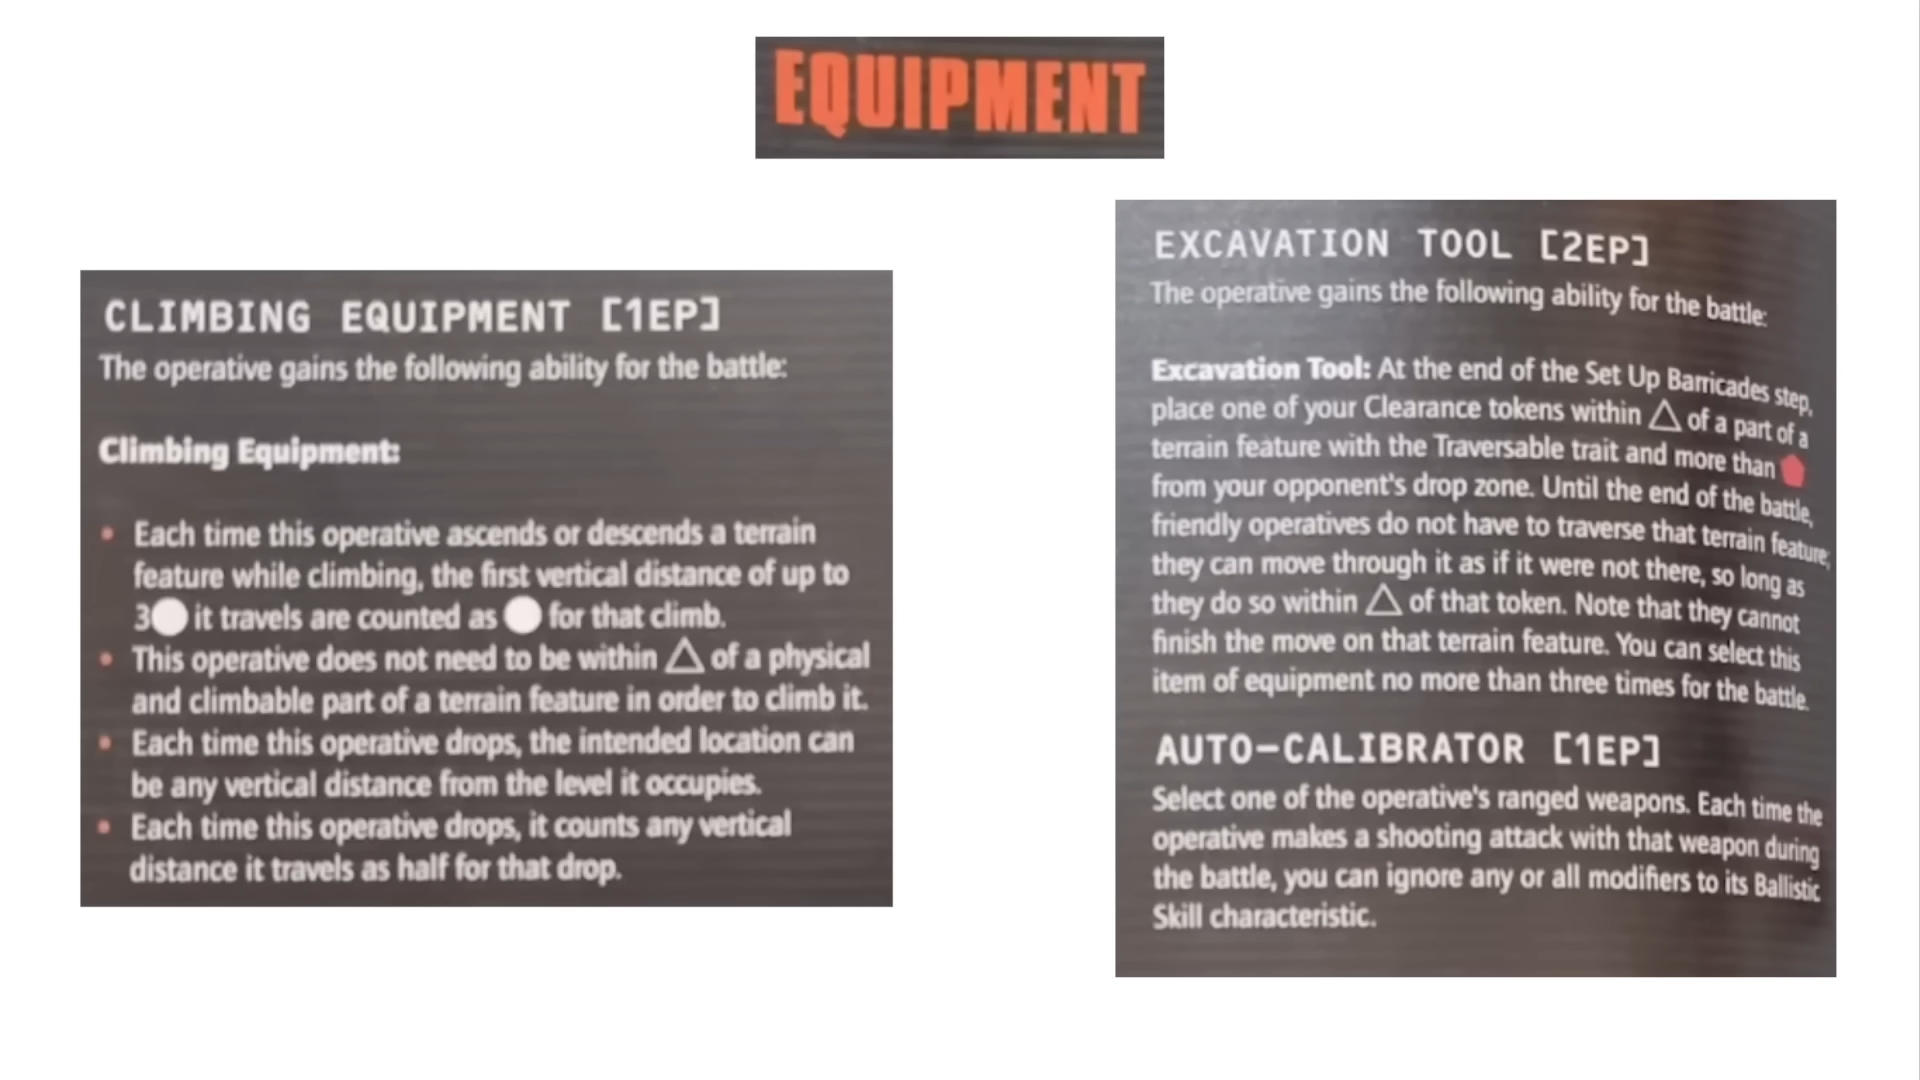 EQUIPMENT
CLIMBING EQUIPMENT [1EP]
The operative gains the following ability for the battle:
Climbing Equipment:
• Each time this operative ascends or descends a terrain
feature while climbing, the first vertical distance of up to
3⬤ it travels are counted as ⬤ for that climb.
• This operative does not need to be within △ of a physical
and climbable part of a terrain feature in order to climb it.
• Each time this operative drops, the intended location can
be any vertical distance from the level it occupies.
• Each time this operative drops, it counts any vertical
distance it travels as half for that drop.
EXCAVATION TOOL [2EP]
The operative gains the following ability for the battle:
Excavation Tool: At the end of the Set Up Barricades step,
place one of your Clearance tokens within △ of a part of a
terrain feature with the Traversable trait and more than ⬟
from your opponent's drop zone. Until the end of the battle,
friendly operatives do not have to traverse that terrain feature;
they can move through it as if it were not there, so long as
they do so within △ of that token. Note that they cannot
finish the move on that terrain feature. You can select this
item of equipment no more than three times for the battle.
AUTO-CALIBRATOR [1EP]
Select one of the operative's ranged weapons. Each time the
operative makes a shooting attack with that weapon during
the battle, you can ignore any or all modifiers to its Ballistic
Skill characteristic.